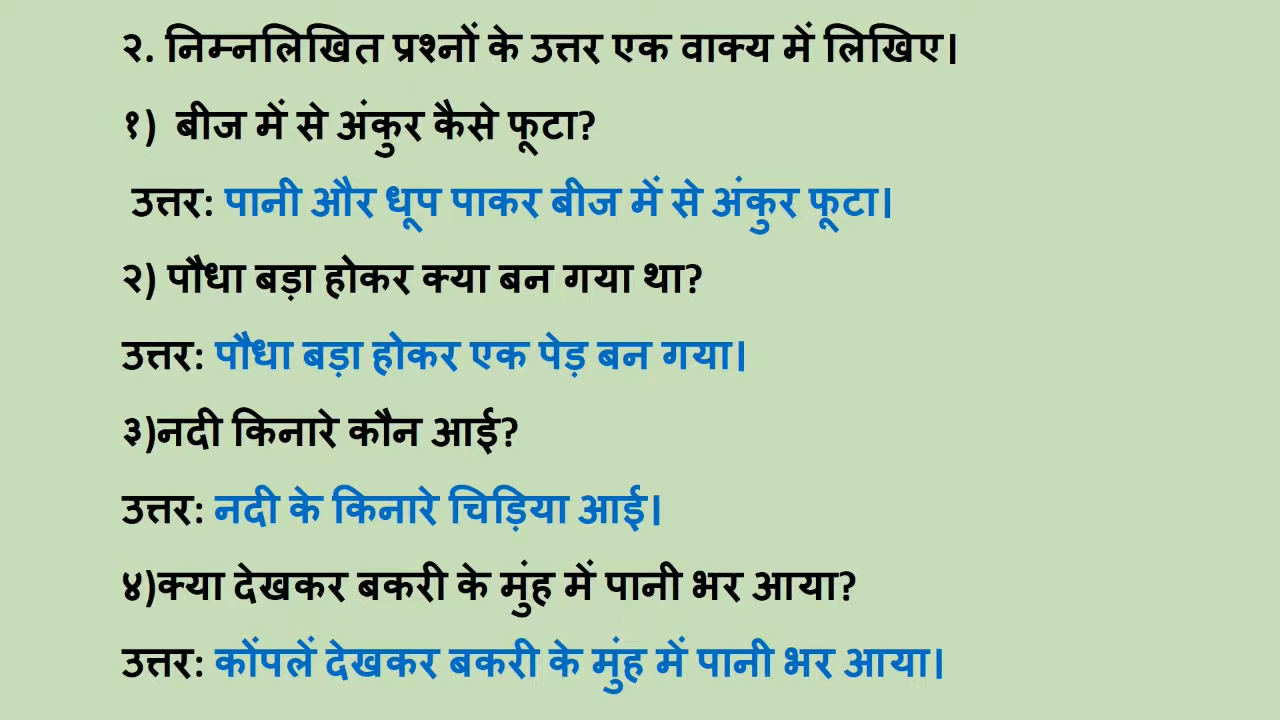 २. निम्नलिखित प्रश्नों के उत्तर एक वाक्य में लिखिए।
१) बीज में से अंकुर कैसे फूटा?
उत्तर: पानी और धूप पाकर बीज में से अंकुर फूटा।
२) पौधा बड़ा होकर क्या बन गया था?
उत्तर: पौधा बड़ा होकर एक पेड़ बन गया।
३)नदी किनारे कौन आई?
उत्तर: नदी के किनारे चिड़िया आई।
४)क्या देखकर बकरी के मुंह में पानी भर आया?
उत्तर: कोंपलें देखकर बकरी के मुंह में पानी भर आया।